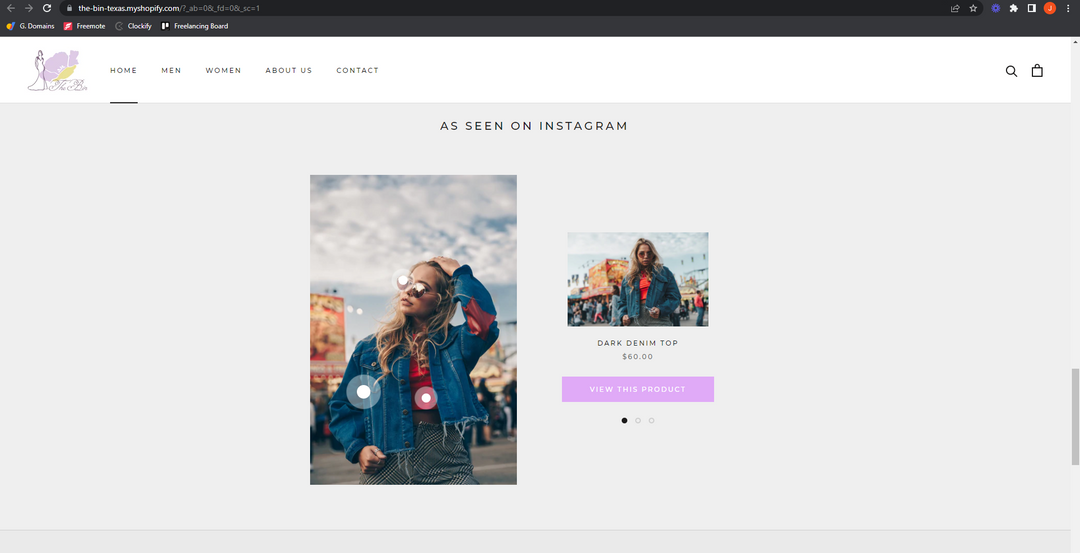 the-bin-texas.myshopify.com/?_ab=0&_fd=0&_sc=1
J
G. Domains Freemote Clockify Freelancing Board
The Bin
HOME MEN WOMEN ABOUT US CONTACT
AS SEEN ON INSTAGRAM
DARK DENIM TOP
$60.00
VIEW THIS PRODUCT